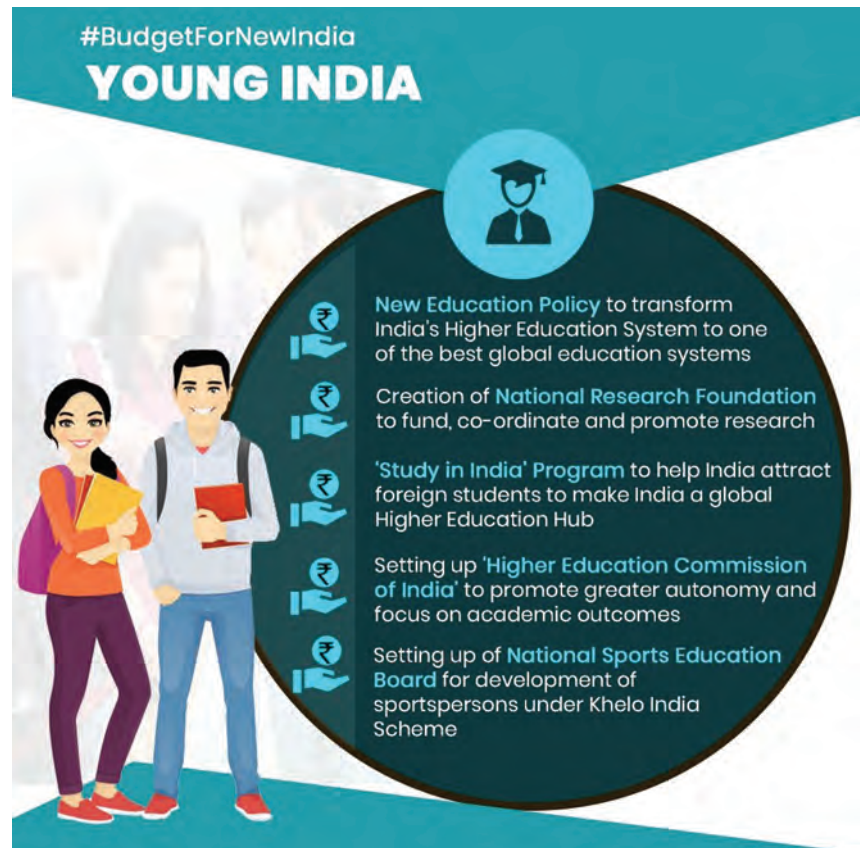 #BudgetForNewIndia
YOUNG INDIA
New Education Policy to transform
India's Higher Education System to one
of the best global education systems
Creation of National Research Foundation
to fund, co-ordinate and promote research
'Study in India' Program to help India attract
foreign students to make India a global
Higher Education Hub
Setting up 'Higher Education Commission
of India' to promote greater autonomy and
focus on academic outcomes
Setting up of National Sports Education
Board for development of
sportspersons under Khelo India
Scheme